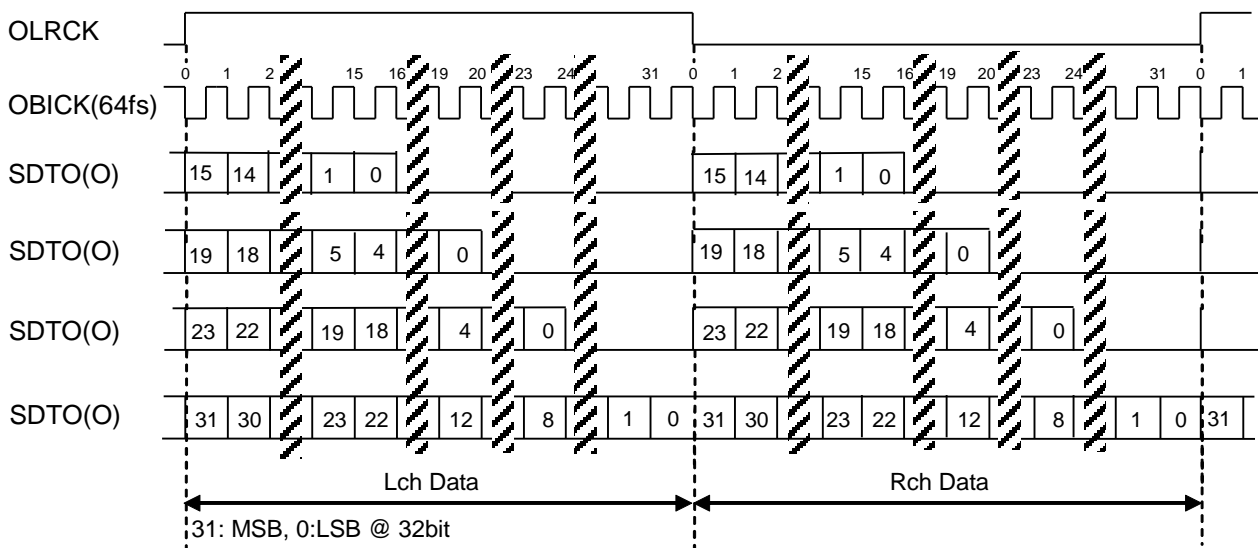 OLRCK
0 1 2 15 16 19 20 23 24 31 0 1 2 15 16 19 20 23 24 31 0 1
OBICK(64fs)
SDTO(O) 15 14 1 0 15 14 1 0
SDTO(O) 19 18 5 4 0 19 18 5 4 0
SDTO(O) 23 22 19 18 4 0 23 22 19 18 4 0
SDTO(O) 31 30 23 22 12 8 1 0 31 30 23 22 12 8 1 0 31
Lch Data Rch Data
31: MSB, 0:LSB @ 32bit